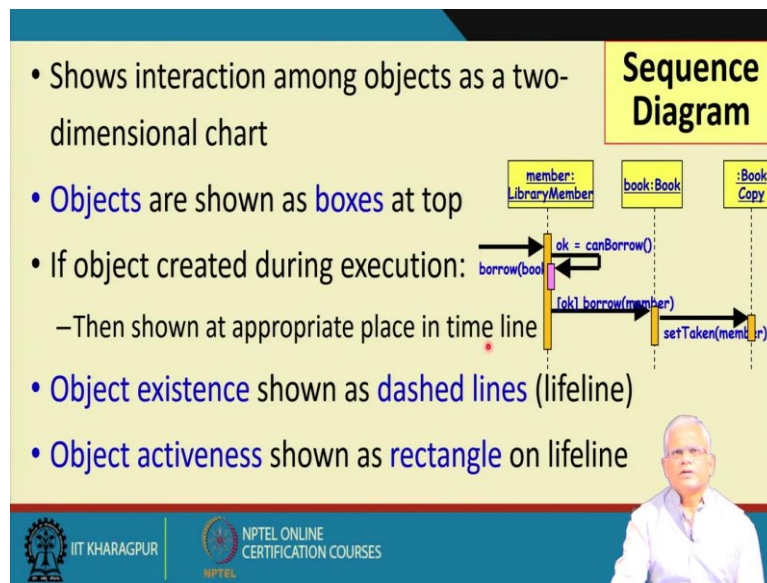 Sequence
Diagram
• Shows interaction among objects as a two-
dimensional chart
• Objects are shown as boxes at top
• If object created during execution:
–Then shown at appropriate place in time line
• Object existence shown as dashed lines (lifeline)
• Object activeness shown as rectangle on lifeline
member:
LibraryMember
book:Book
:Book
Copy
ok = canBorrow()
borrow(book
[ok] borrow(member)
setTaken(member)
IIT KHARAGPUR
NPTEL
NPTEL ONLINE
CERTIFICATION COURSES